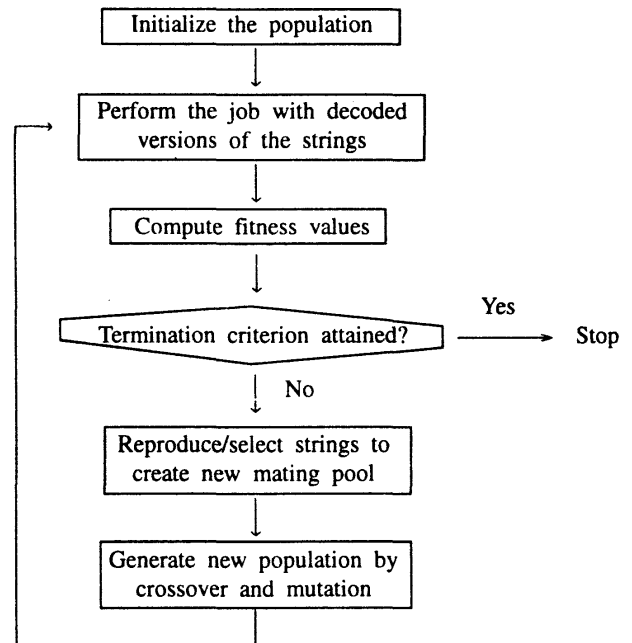 Initialize the population
Perform the job with decoded
versions of the strings
Compute fitness values
Termination criterion attained?
Yes
Stop
No
Reproduce/select strings to
create new mating pool
Generate new population by
crossover and mutation